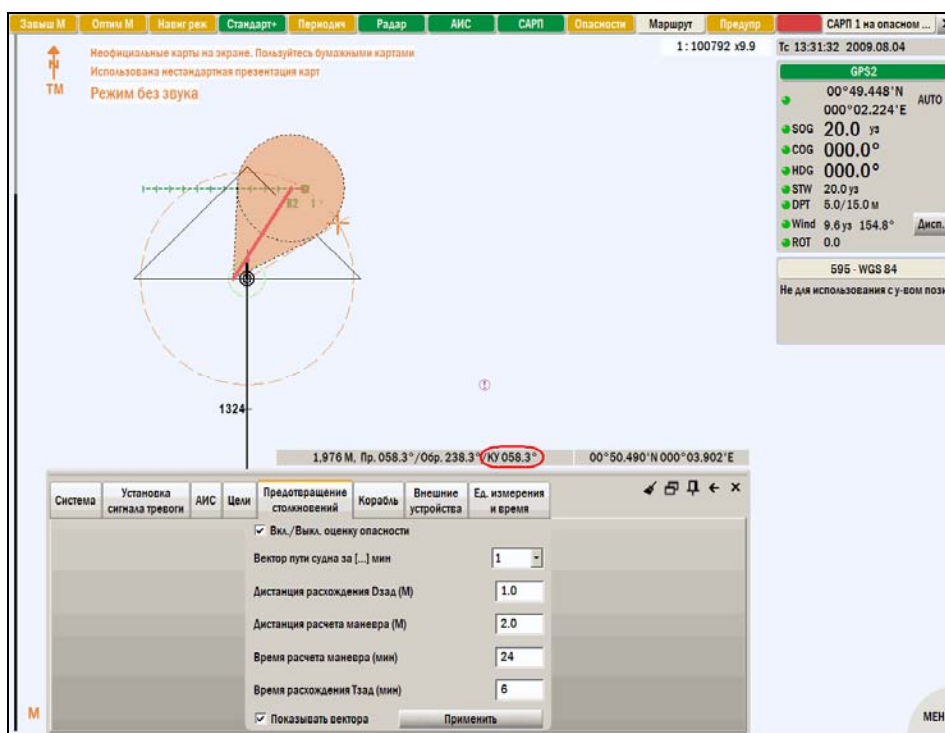 Завыш М Оптим М Навиг реж Стандарт+ Периодич Радар АИС САРП Опасности Маршрут Предупр САРП 1 на опасном ...
1:100792 x9.9
Тс 13:31:32 2009.08.04
N
ТМ
Неофициальные карты на экране. Пользуйтесь бумажными картами
Использована нестандартная презентация карт
Режим без звука
GPS2
00°49.448'N
000°02.224'E
AUTO
SOG 20.0 уз
COG 000.0°
HDG 000.0°
STW 20.0 уз
DPT 5.0/15.0 м
Wind 9.6 уз 154.8°
Дисп.
ROT 0.0
595 - WGS 84
Не для использования с у-вом пози
1324
1,976 М, Пр. 058.3°/Обр. 238.3°/КУ 058.3°
00°50.490'N 000°03.902'E
Система
Установка сигнала тревоги
АИС
Цели
Предотвращение столкновений
Корабль
Внешние устройства
Ед. измерения и время
Вкл./Выкл. оценку опасности
Вектор пути судна за [...] мин 1
Дистанция расхождения Dзад (М) 1.0
Дистанция расчета маневра (М) 2.0
Время расчета маневра (мин) 24
Время расхождения Тзад (мин) 6
Показывать вектора
Применить
М
МЕН